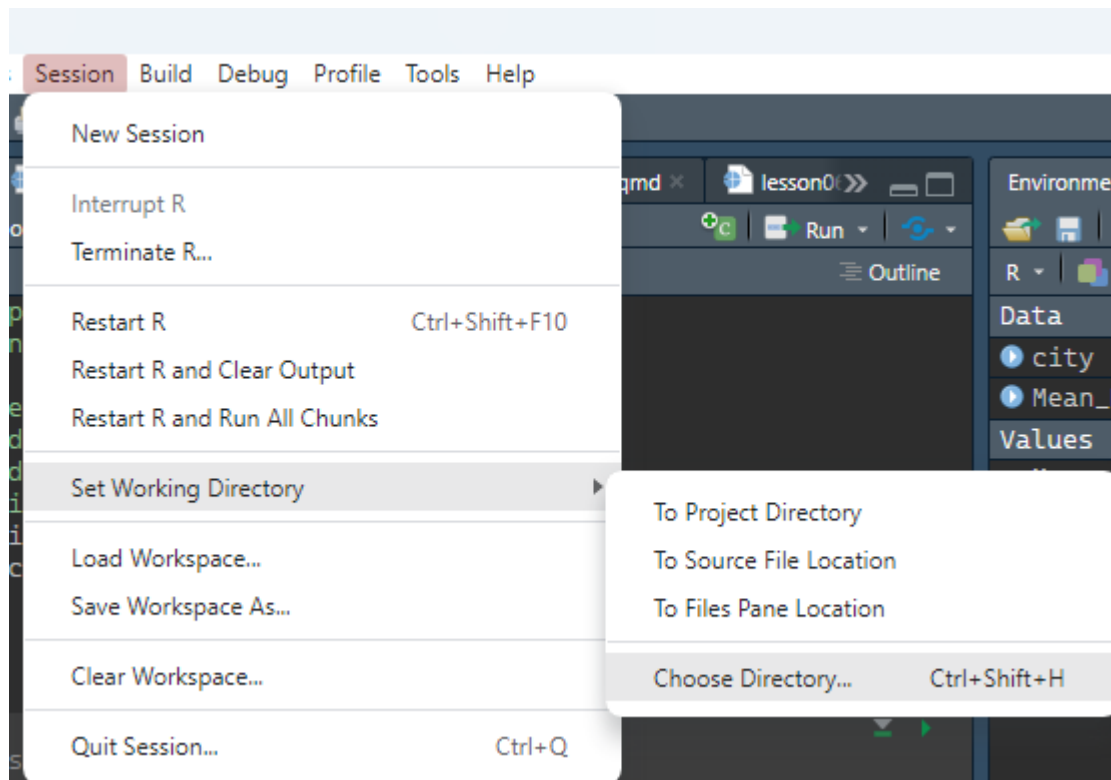 Session Build Debug Profile Tools Help
New Session
Interrupt R
Terminate R...
Restart R Ctrl+Shift+F10
Restart R and Clear Output
Restart R and Run All Chunks
Set Working Directory
Load Workspace...
Save Workspace As...
Clear Workspace...
Quit Session... Ctrl+Q
To Project Directory
To Source File Location
To Files Pane Location
Choose Directory... Ctrl+Shift+H
qmd lesson0
Run
Outline
Environme
R
Data
city
Mean_
Values